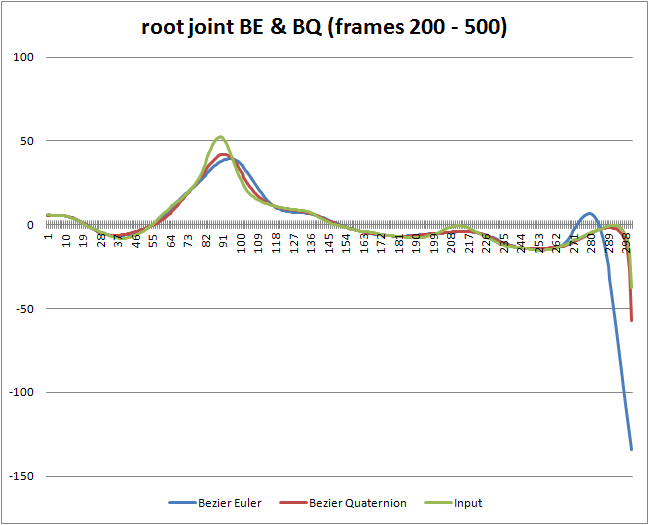 root joint BE & BQ (frames 200 - 500)
100
50
0
-50
-100
-150
1 10 19 28 37 46 55 64 73 82 91 100 109 118 127 136 145 154 163 172 181 190 199 208 217 226 235 244 253 262 271 280 289 298
Bezier Euler Bezier Quaternion Input